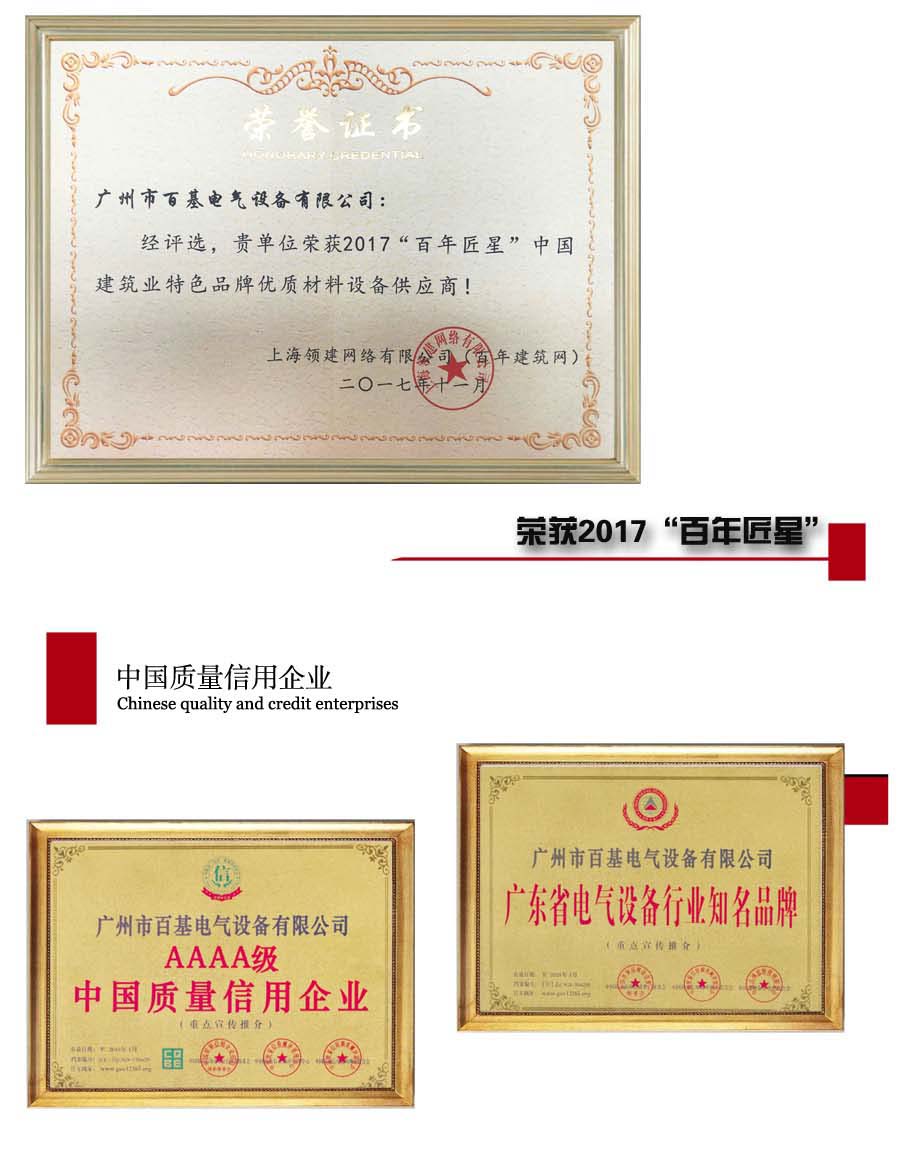 荣誉证书
HONORARY CREDENTIAL
广州市百基电气设备有限公司：
经评选，贵单位荣获2017“百年匠星”中国
建筑业特色品牌优质材料设备供应商！
上海领建网络有限公司（百年建筑网）
二〇一七年十一月
荣获2017“百年匠星”
中国质量信用企业
Chinese quality and credit enterprises
广州市百基电气设备有限公司
广东省电气设备行业知名品牌
（重点宣传推介）
信
广州市百基电气设备有限公司
AAAA级
中国质量信用企业
（重点宣传推介）